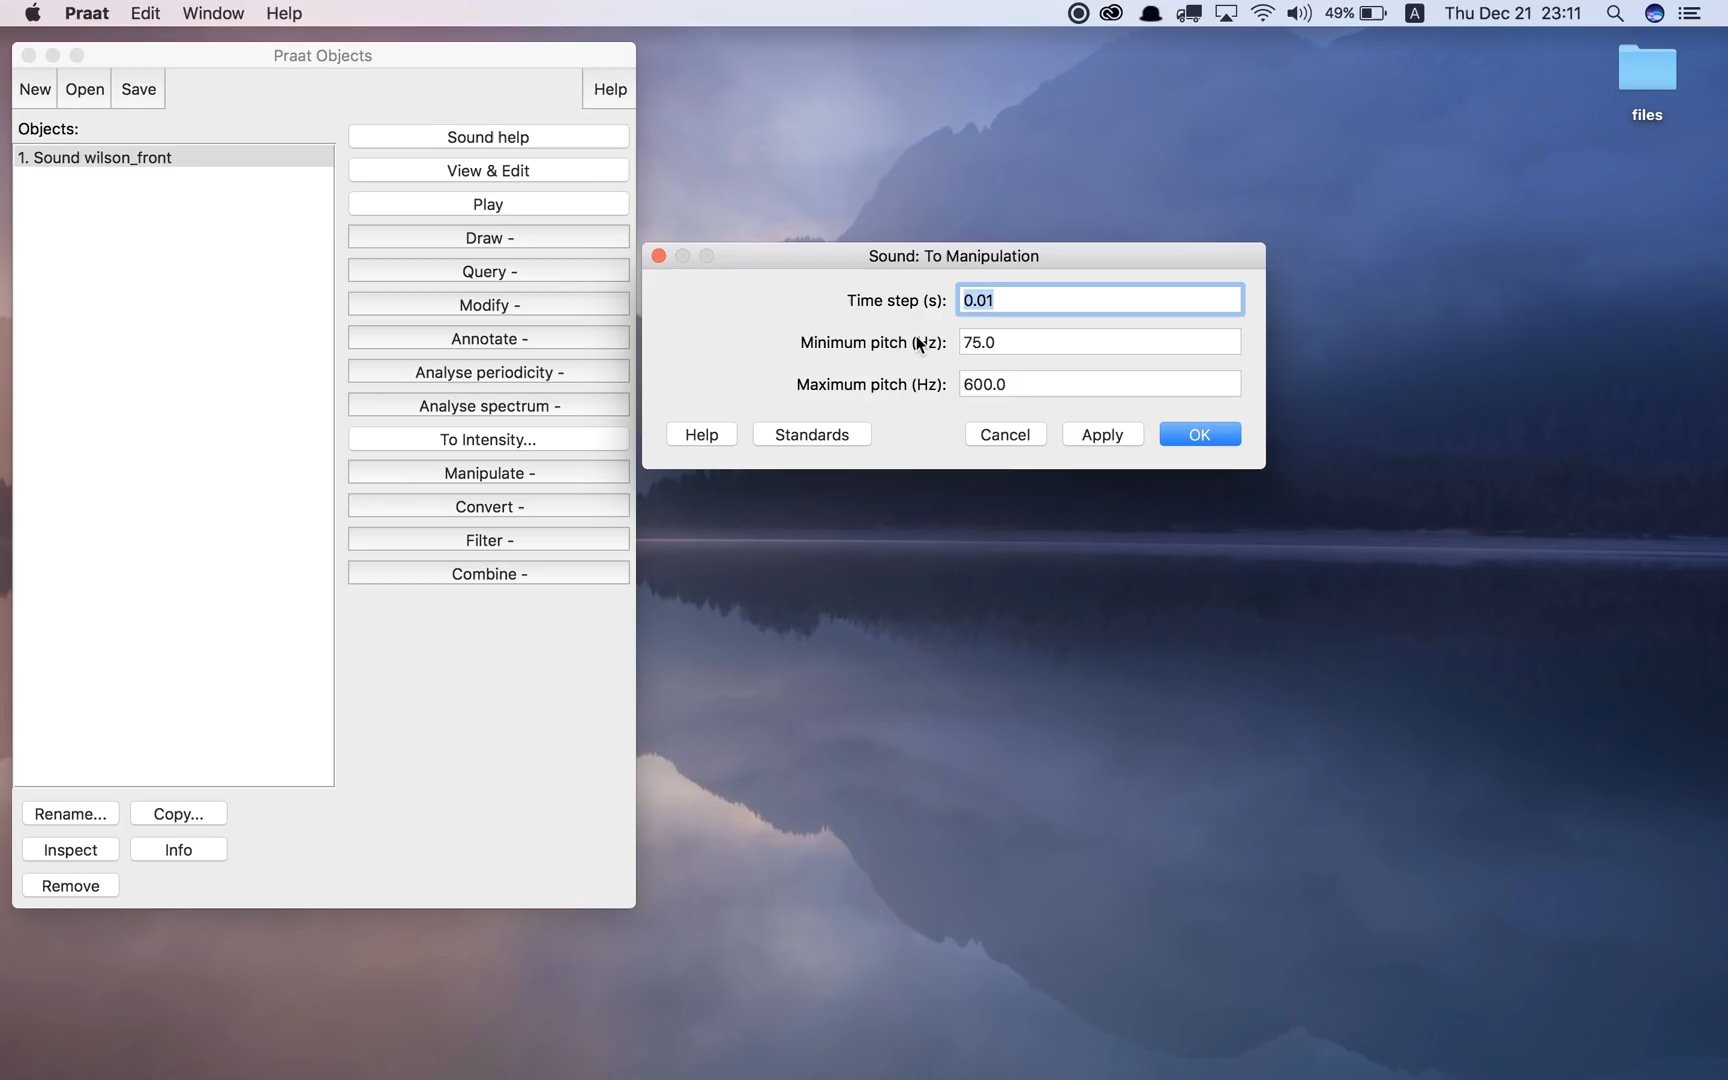 Praat Edit Window Help 49% A Thu Dec 21 23:11
Praat Objects
New Open Save Help
Objects:
1. Sound wilson_front
Sound help
View & Edit
Play
Draw -
Query -
Modify -
Annotate -
Analyse periodicity -
Analyse spectrum -
To Intensity...
Manipulate -
Convert -
Filter -
Combine -
Rename... Copy...
Inspect Info
Remove
Sound: To Manipulation
Time step (s): 0.01
Minimum pitch (Hz): 75.0
Maximum pitch (Hz): 600.0
Help Standards Cancel Apply OK
files